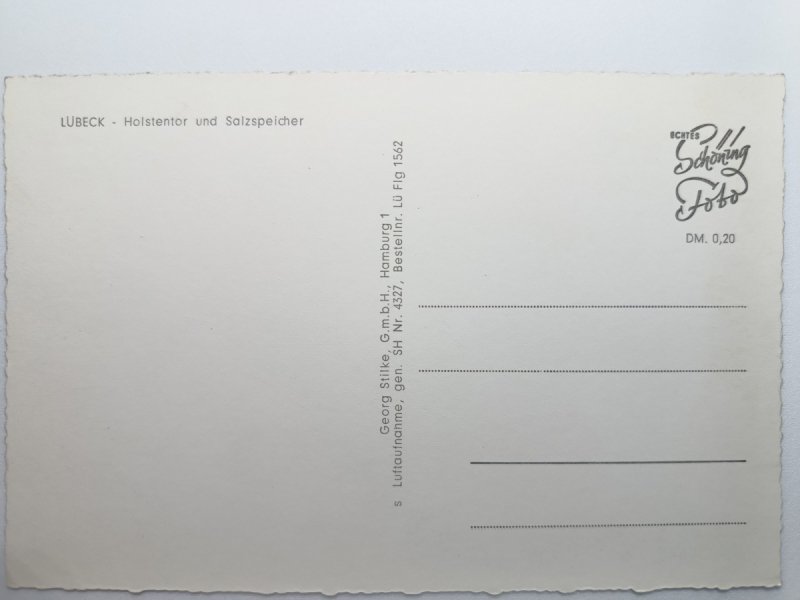 LÜBECK - Holstentor und Salzspeicher
Georg Stilke, G.m.b.H., Hamburg 1
s Luftaufnahme, gen. SH Nr. 4327, Bestellnr. Lü Flg 1562
ECHTES
Schöning
Foto
DM. 0,20